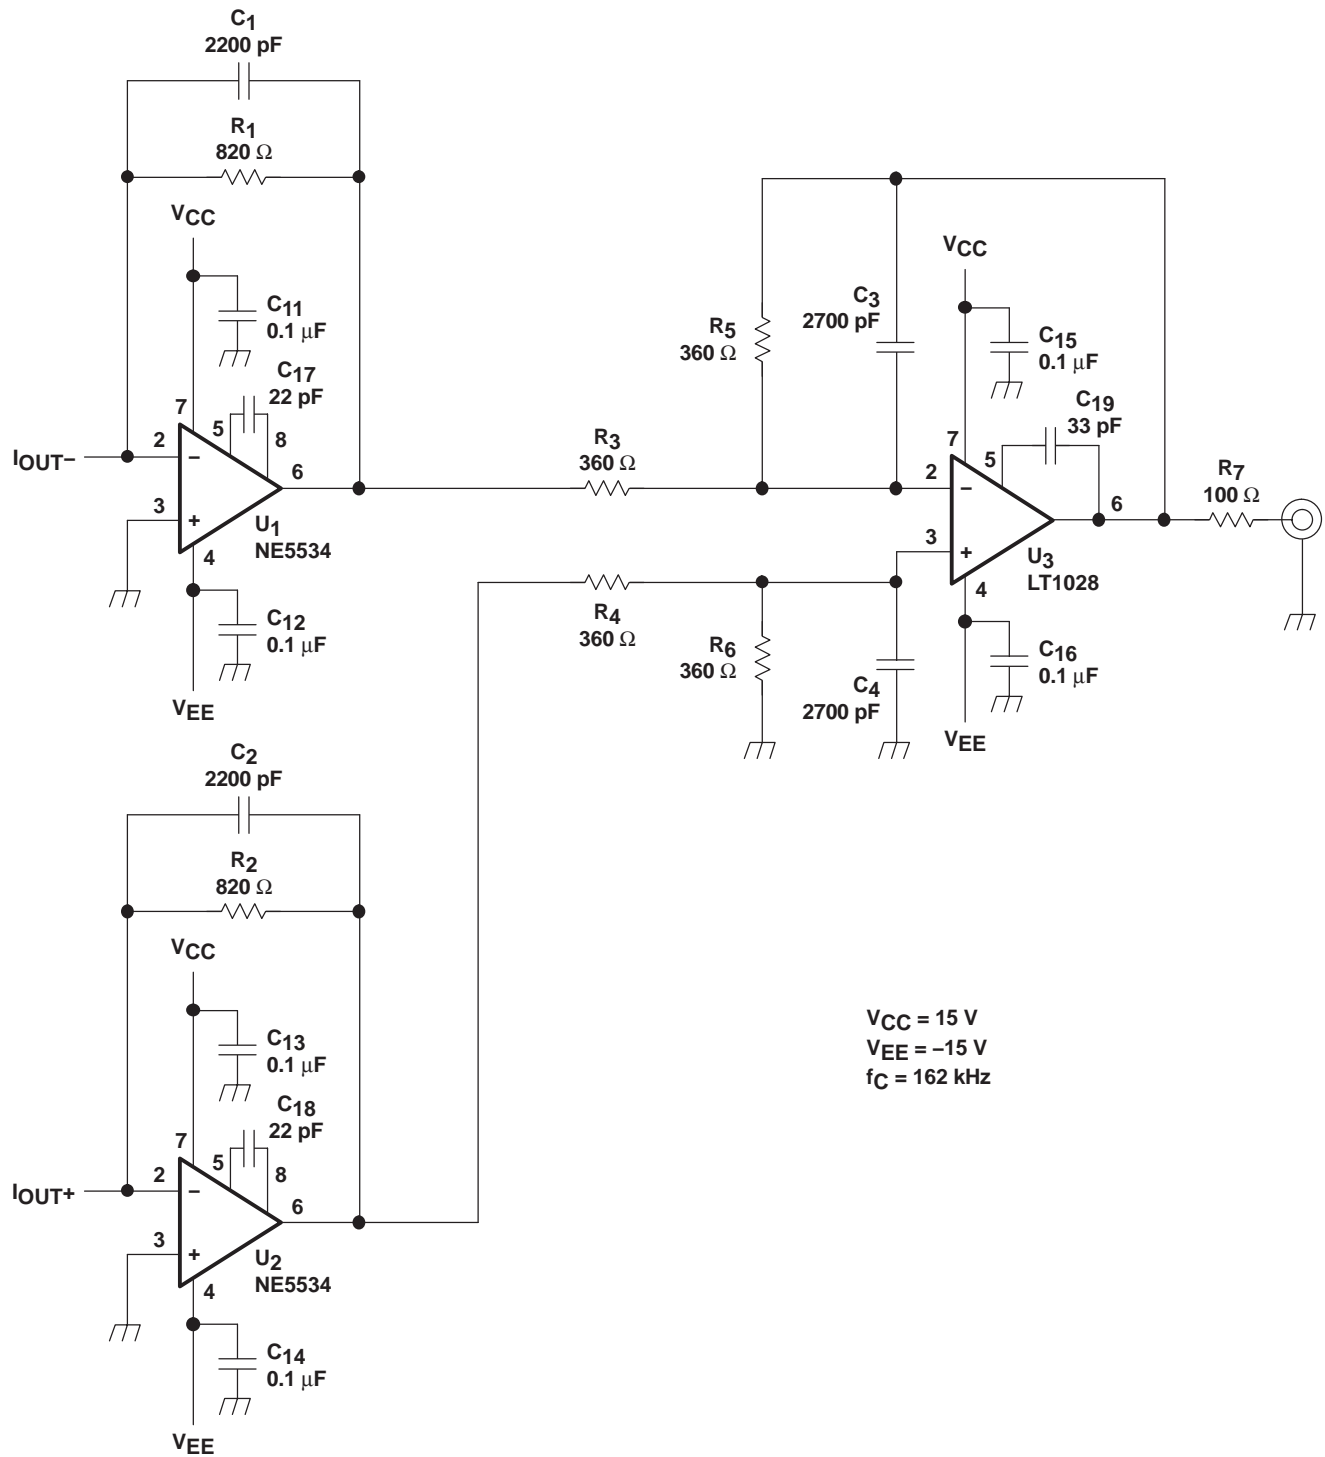 C1
2200 pF
R1
820 Ω
VCC
C11
0.1 μF
C17
22 pF
7
5
8
2
IOUT–
–
6
3
+
U1
NE5534
4
C12
0.1 μF
VEE
R3
360 Ω
R5
360 Ω
C3
2700 pF
VCC
C15
0.1 μF
C19
33 pF
7
5
2
–
6
R7
100 Ω
3
+
U3
LT1028
4
R4
360 Ω
R6
360 Ω
C4
2700 pF
C16
0.1 μF
VEE
C2
2200 pF
R2
820 Ω
VCC
C13
0.1 μF
C18
22 pF
7
5
8
2
IOUT+
–
6
3
+
U2
NE5534
4
C14
0.1 μF
VEE
VCC = 15 V
VEE = –15 V
fC = 162 kHz